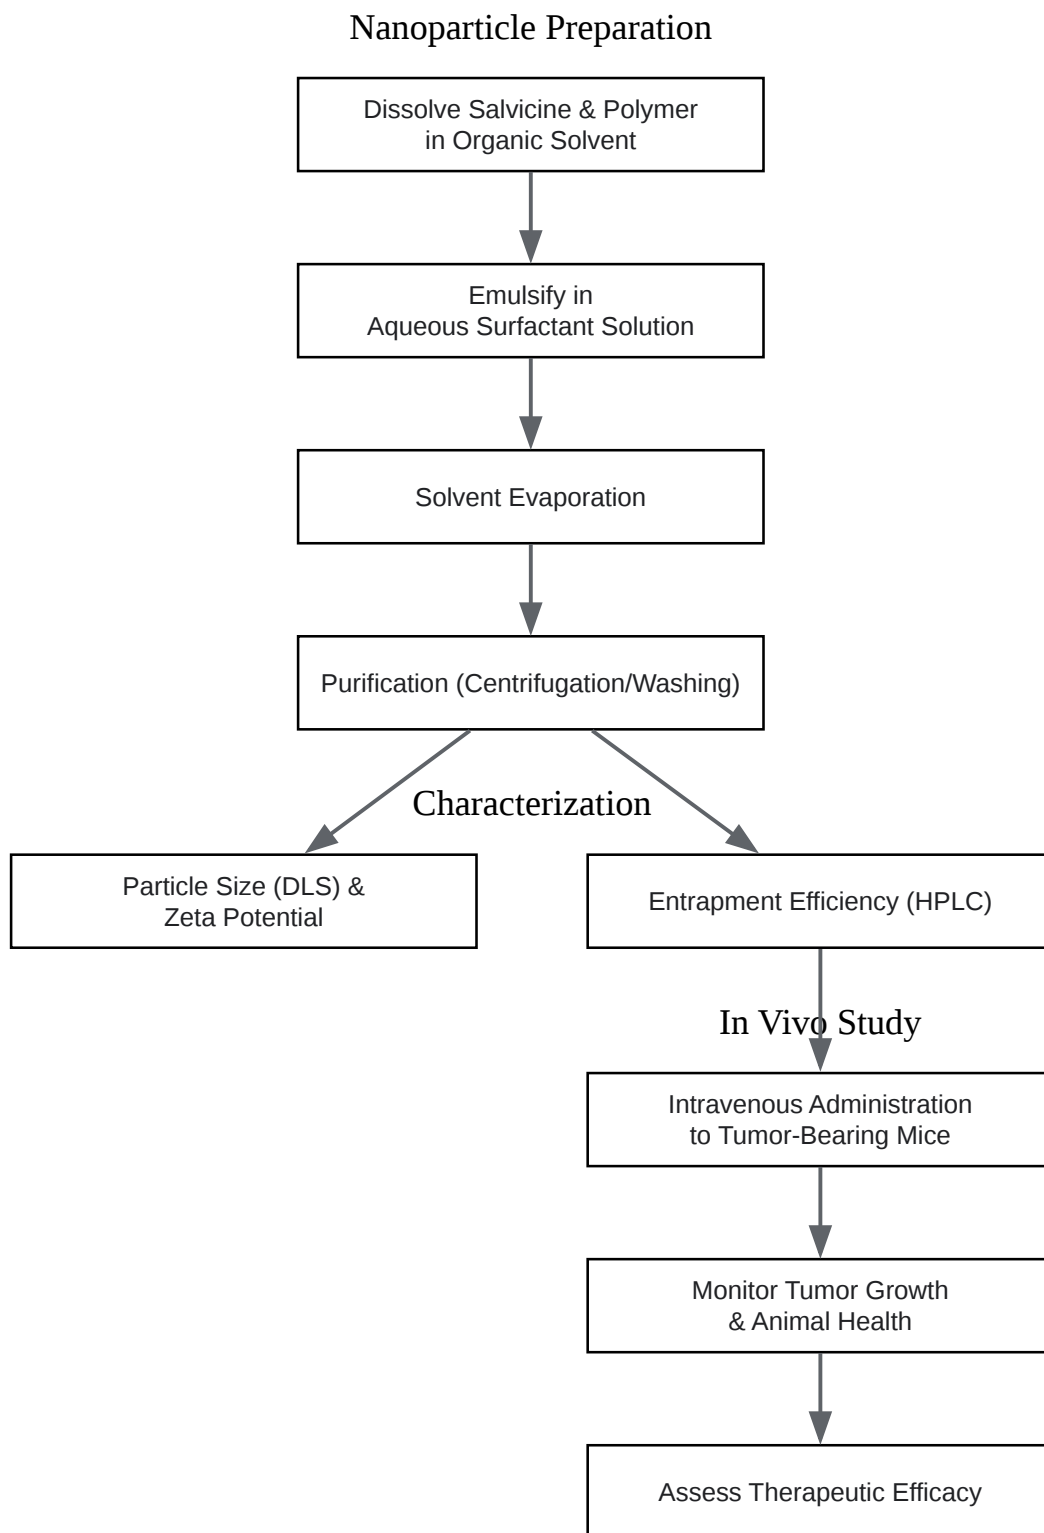 Nanoparticle Preparation
Dissolve Salvicine & Polymer
in Organic Solvent
Emulsify in
Aqueous Surfactant Solution
Solvent Evaporation
Purification (Centrifugation/Washing)
Characterization
Particle Size (DLS) &
Zeta Potential
Entrapment Efficiency (HPLC)
In Vivo Study
Intravenous Administration
to Tumor-Bearing Mice
Monitor Tumor Growth
& Animal Health
Assess Therapeutic Efficacy